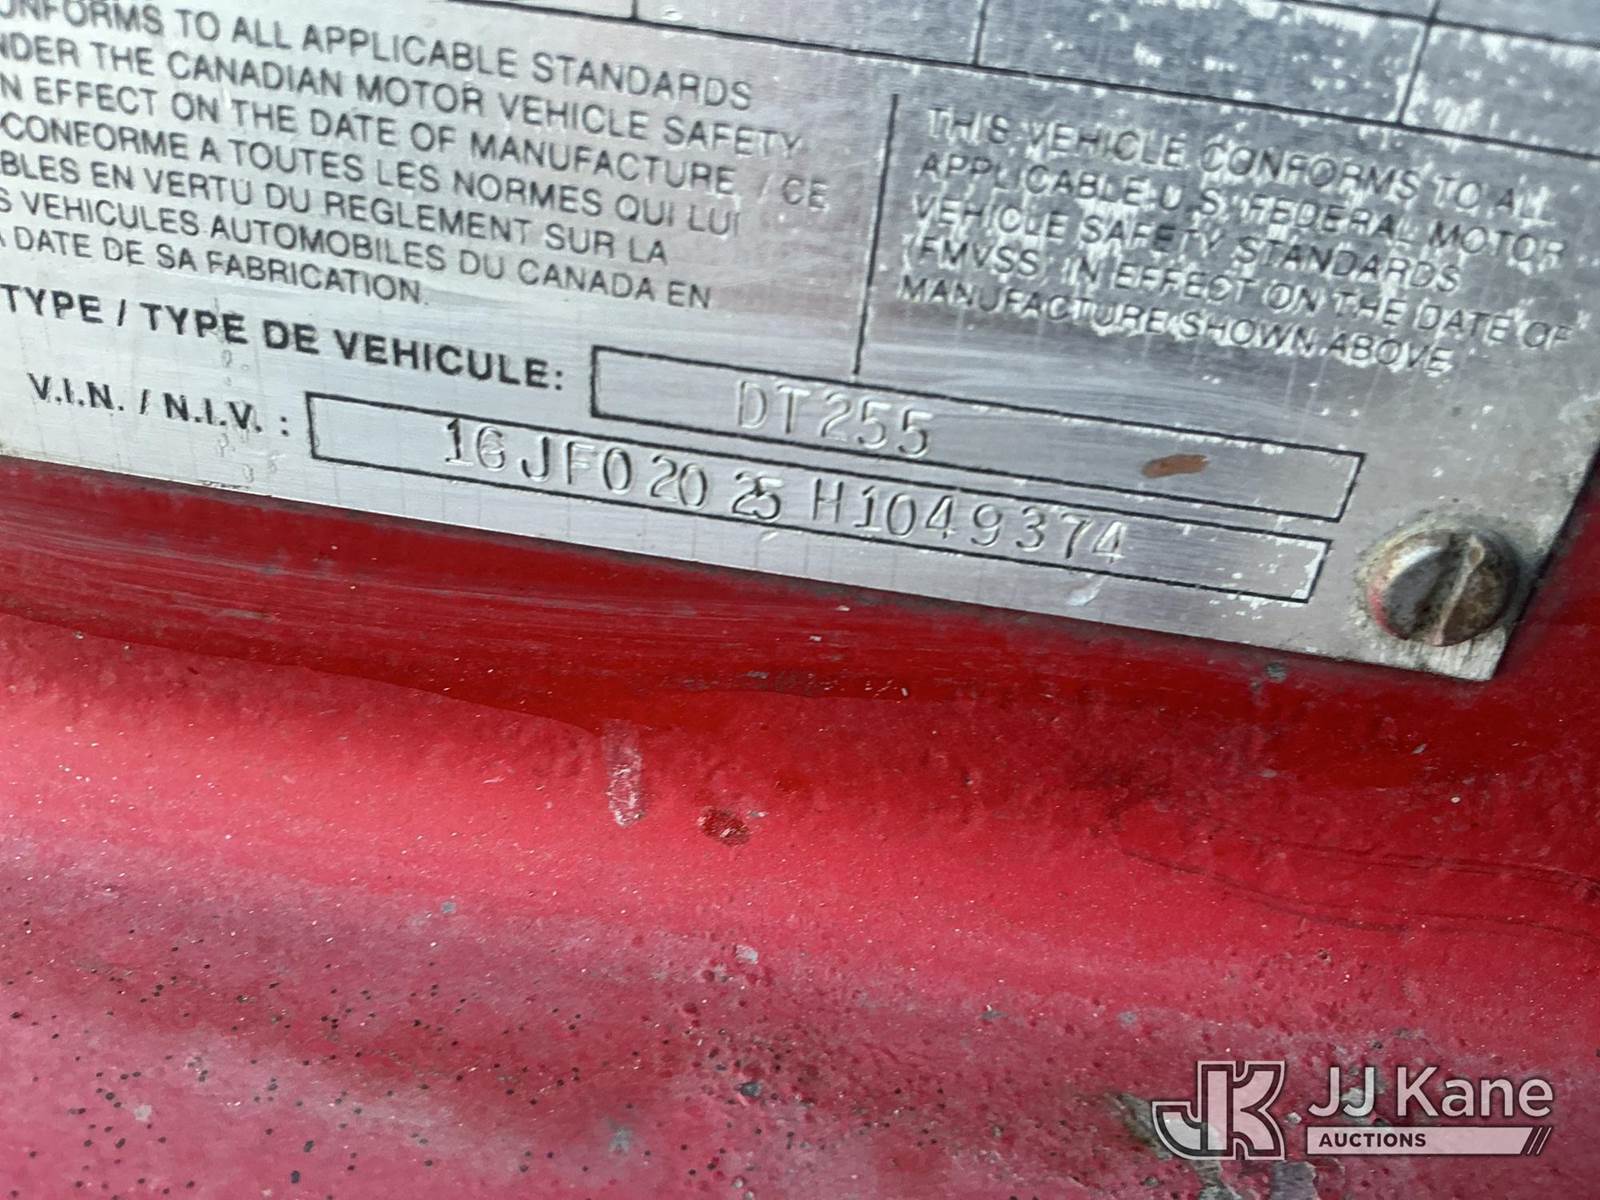 ONFORMS TO ALL APPLICABLE STANDARDS
NDER THE CANADIAN MOTOR VEHICLE SAFETY
N EFFECT ON THE DATE OF MANUFACTURE / CE
CONFORME A TOUTES LES NORMES QUI LUI
BLES EN VERTU DU REGLEMENT SUR LA
S VEHICULES AUTOMOBILES DU CANADA EN
A DATE DE SA FABRICATION.
THIS VEHICLE CONFORMS TO ALL
APPLICABLE U.S. FEDERAL MOTOR
VEHICLE SAFETY STANDARDS
(FMVSS) IN EFFECT ON THE DATE OF
MANUFACTURE SHOWN ABOVE.
TYPE / TYPE DE VEHICULE: DT255
V.I.N. / N.I.V. : 1GJF02025H1049374
JK JJ Kane
AUCTIONS